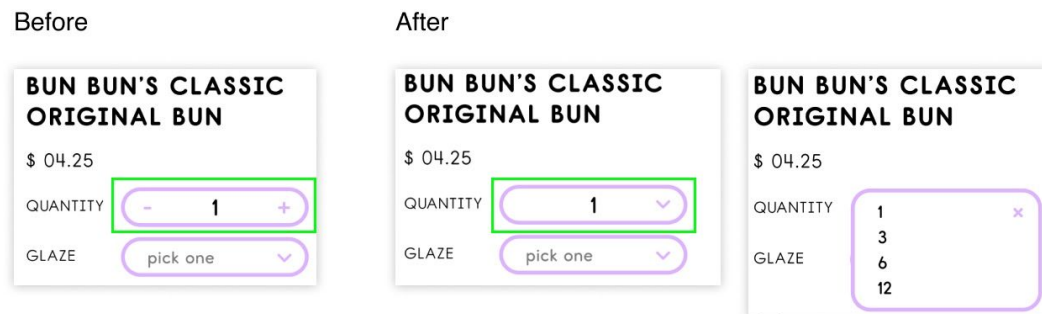 Before
BUN BUN'S CLASSIC
ORIGINAL BUN
$ 04.25
QUANTITY - 1 +
GLAZE pick one
After
BUN BUN'S CLASSIC
ORIGINAL BUN
$ 04.25
QUANTITY 1
GLAZE pick one
BUN BUN'S CLASSIC
ORIGINAL BUN
$ 04.25
QUANTITY 1 ×
3
GLAZE 6
12